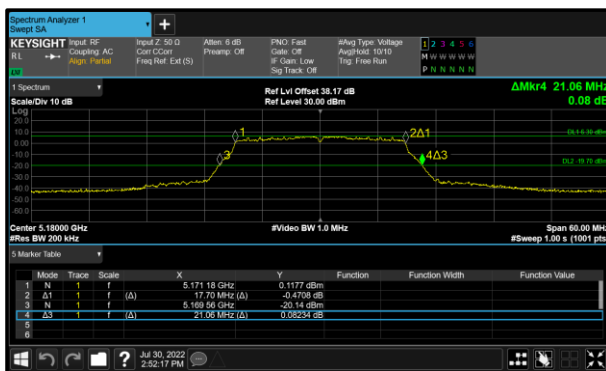 Spectrum Analyzer 1
Swept SA
KEYSIGHT Input: RF Input Z: 50 Ω Atten: 6 dB PNO: Fast #Avg Type: Voltage 1 2 3 4 5 6
RL Coupling: AC Corr CCorr Preamp: Off Gate: Off Avg|Hold: 10/10 M W W W W W
Align: Partial Freq Ref: Ext (S) IF Gain: Low Trig: Free Run
Sig Track: Off P N N N N N
1 Spectrum Ref Lvl Offset 38.17 dB ΔMkr4 21.06 MHz
Scale/Div 10 dB Ref Level 30.00 dBm 0.08 dB
Log
20.0
10.0
0.00
-10.0
-20.0
-30.0
-40.0
-50.0
-60.0
1
2Δ1
3
4Δ3
DL2 -19.70 dBm
Center 5.18000 GHz #Video BW 1.0 MHz Span 60.00 MHz
#Res BW 200 kHz #Sweep 1.00 s (1001 pts)
5 Marker Table
Mode Trace Scale X Y Function Function Width Function Value
1 N 1 f 5.171 18 GHz 0.1177 dBm
2 Δ1 1 f (Δ) 17.70 MHz (Δ) -0.4708 dB
3 N 1 f 5.169 56 GHz -20.14 dBm
4 Δ3 1 f (Δ) 21.06 MHz (Δ) 0.08234 dB
5
6
? Jul 30, 2022
2:52:17 PM